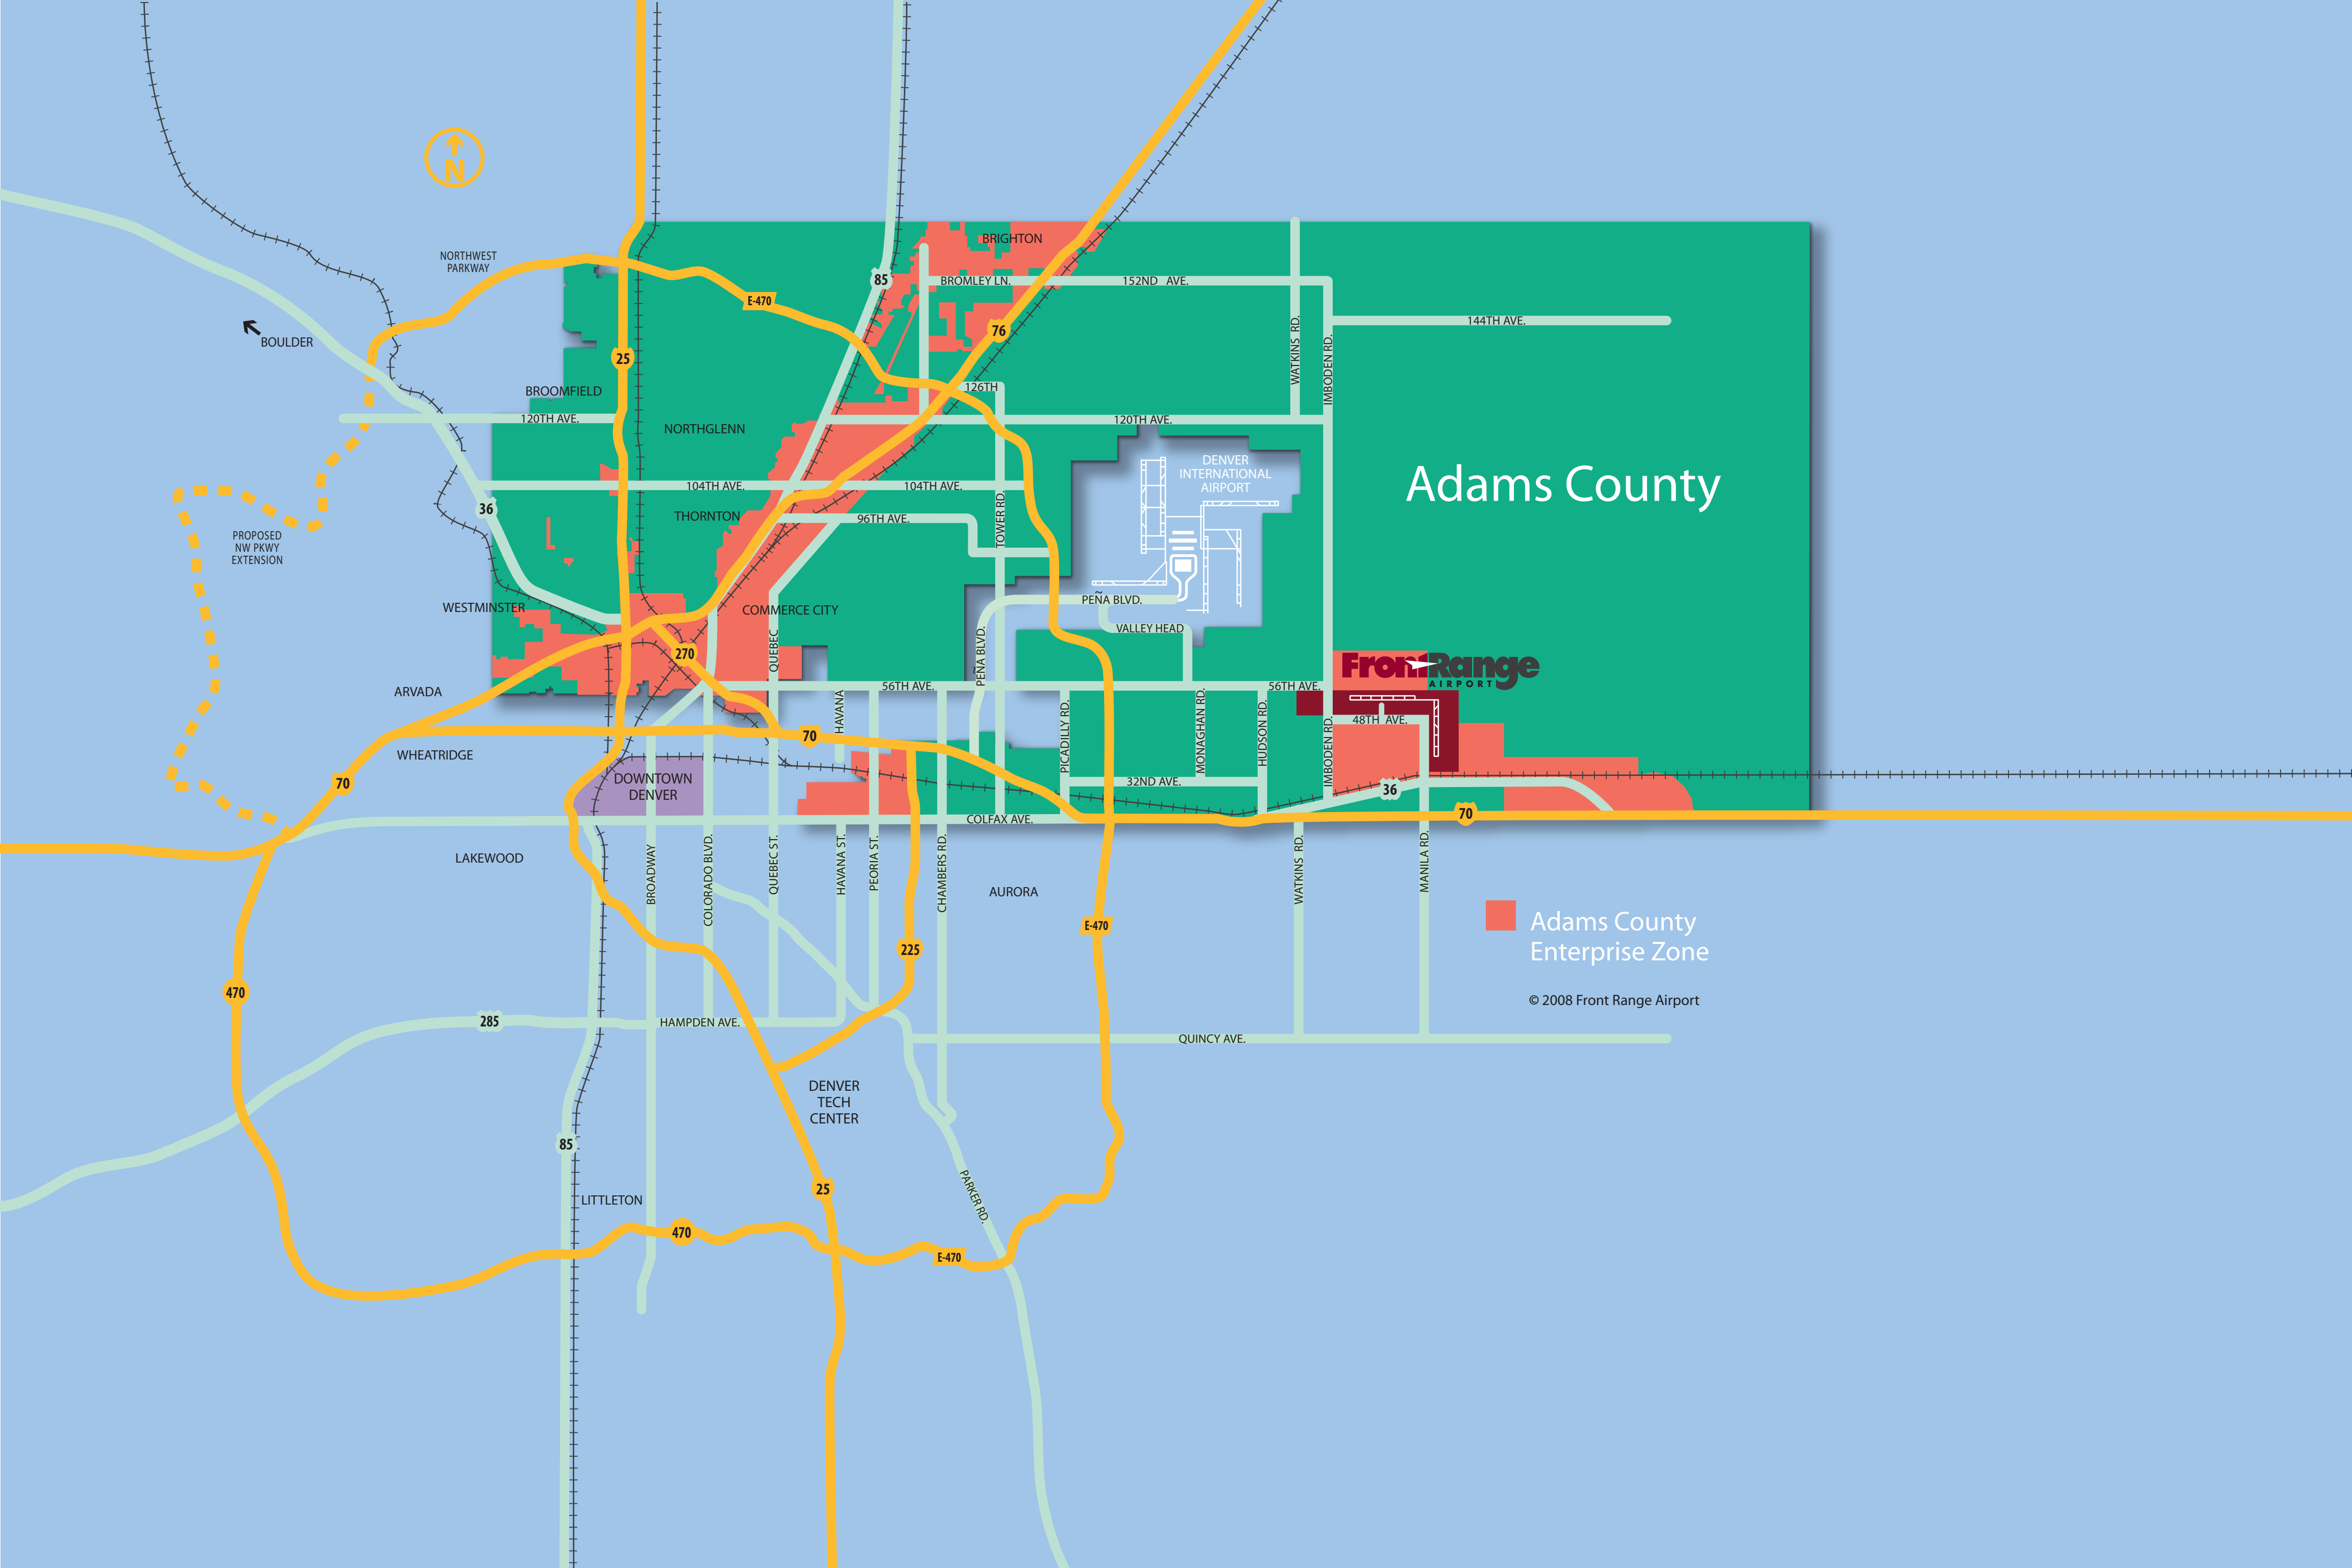 N
NORTHWEST
PARKWAY
BRIGHTON
85
BROMLEY LN.
152ND AVE.
E-470
76
144TH AVE.
BOULDER
25
WATKINS RD.
IMBODEN RD.
BROOMFIELD
126TH
120TH AVE.
120TH AVE.
NORTHGLENN
DENVER
INTERNATIONAL
AIRPORT
Adams County
104TH AVE.
104TH AVE.
36
THORNTON
96TH AVE.
TOWER RD.
PROPOSED
NW PKWY
EXTENSION
WESTMINSTER
COMMERCE CITY
PEÑA BLVD.
VALLEY HEAD
QUEBEC
PEÑA BLVD.
270
FrontRange
AIRPORT
ARVADA
56TH AVE.
56TH AVE.
HAVANA
PICADILLY RD.
MONAGHAN RD.
HUDSON RD.
IMBODEN RD.
48TH AVE.
70
WHEATRIDGE
70
DOWNTOWN
DENVER
32ND AVE.
36
70
COLFAX AVE.
LAKEWOOD
BROADWAY
COLORADO BLVD.
QUEBEC ST.
HAVANA ST.
PEORIA ST.
CHAMBERS RD.
AURORA
WATKINS RD.
MANILA RD.
E-470
Adams County
Enterprise Zone
225
470
© 2008 Front Range Airport
285
HAMPDEN AVE.
QUINCY AVE.
DENVER
TECH
CENTER
85
25
PARKER RD.
LITTLETON
470
E-470